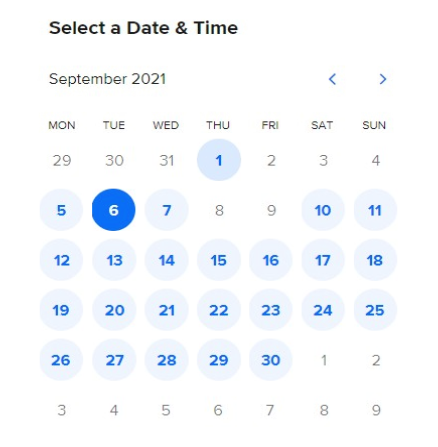 Select a Date & Time
September 2021
MON TUE WED THU FRI SAT SUN
29 30 31 1 2 3 4
5 6 7 8 9 10 11
12 13 14 15 16 17 18
19 20 21 22 23 24 25
26 27 28 29 30 1 2
3 4 5 6 7 8 9